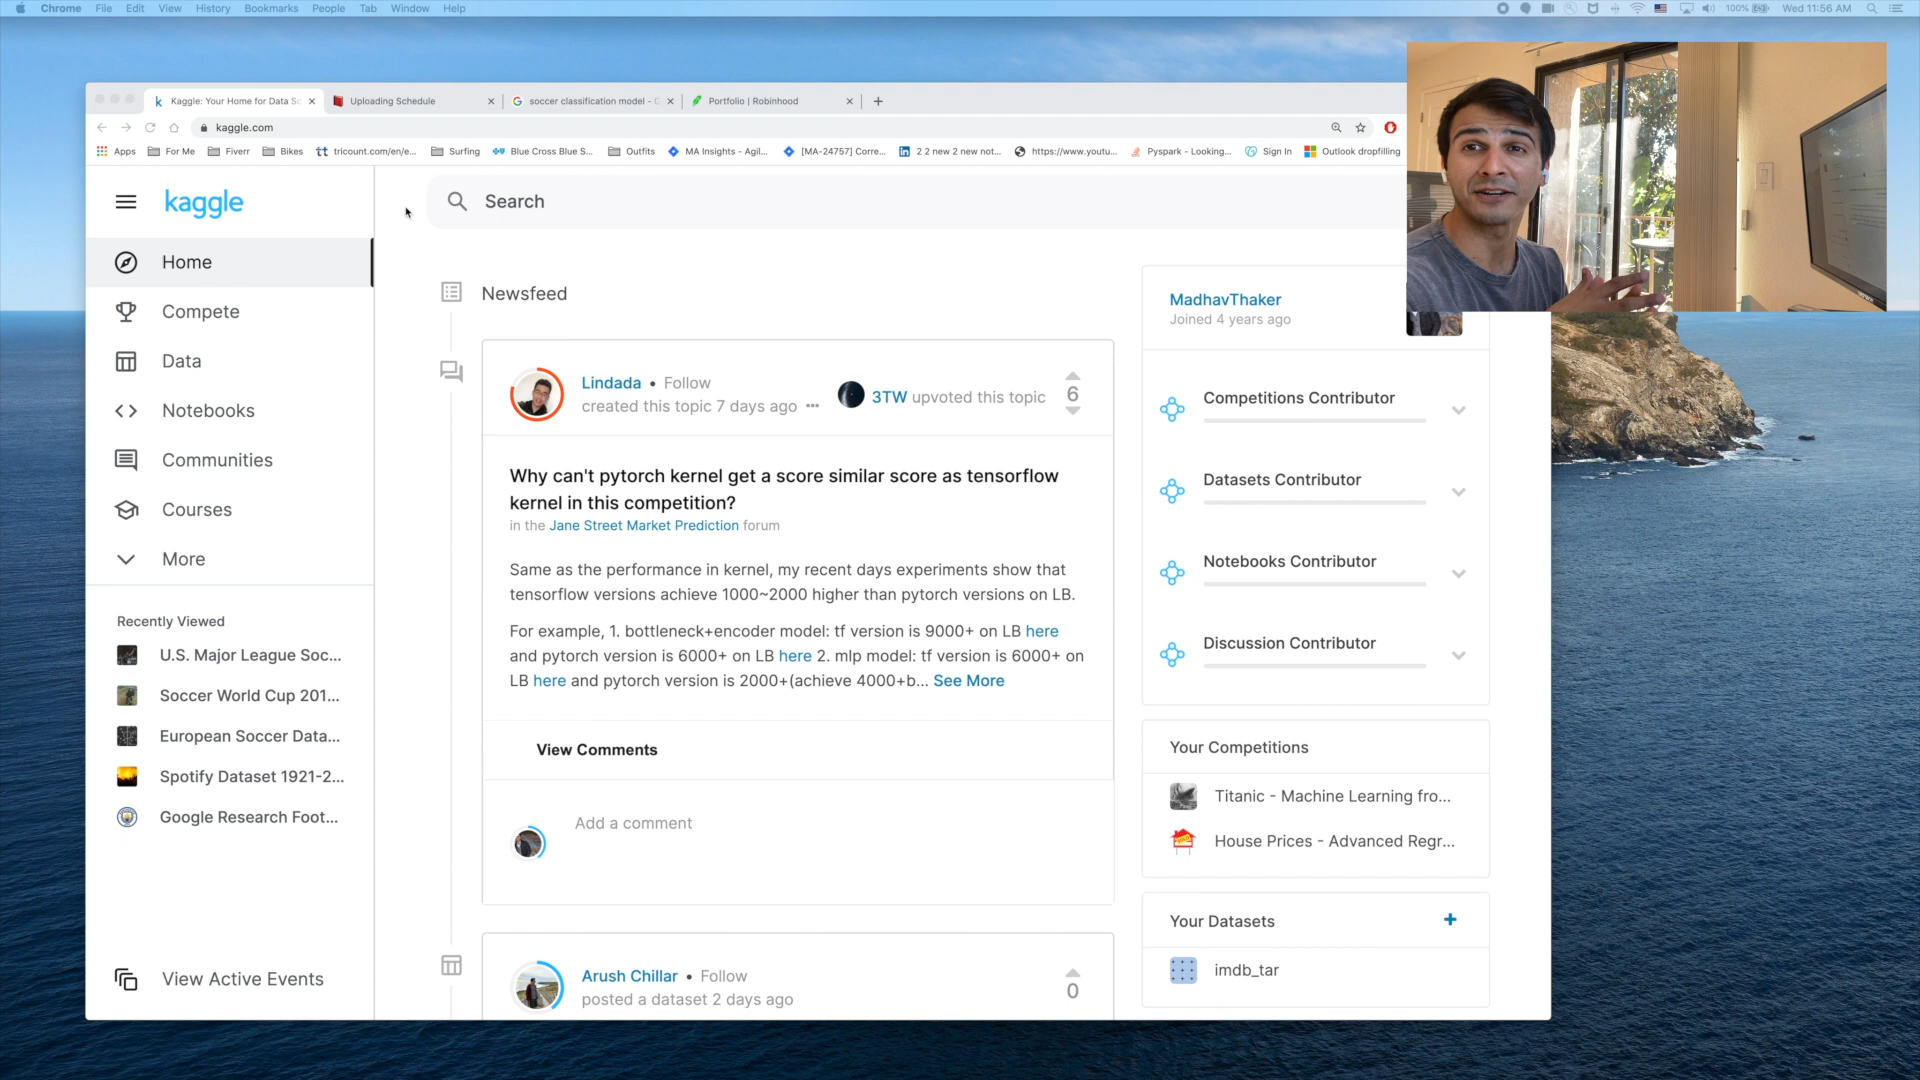 Chrome File Edit View History Bookmarks People Tab Window Help
100% Wed 11:56 AM
Kaggle: Your Home for Data Sc
Uploading Schedule
soccer classification model - G
Portfolio | Robinhood
kaggle.com
Apps For Me Fiverr Bikes tricount.com/en/e... Surfing Blue Cross Blue S... Outfits MA Insights - Agil... [MA-24757] Corre... 2 2 new 2 new not... https://www.youtu... Pyspark - Looking... Sign In Outlook dropfilling
kaggle
Search
Home
Compete
Data
Notebooks
Communities
Courses
More
Recently Viewed
U.S. Major League Soc...
Soccer World Cup 201...
European Soccer Data...
Spotify Dataset 1921-2...
Google Research Foot...
View Active Events
Newsfeed
Lindada • Follow
created this topic 7 days ago •••
3TW upvoted this topic
6
Why can't pytorch kernel get a score similar score as tensorflow
kernel in this competition?
in the Jane Street Market Prediction forum
Same as the performance in kernel, my recent days experiments show that
tensorflow versions achieve 1000~2000 higher than pytorch versions on LB.
For example, 1. bottleneck+encoder model: tf version is 9000+ on LB here
and pytorch version is 6000+ on LB here 2. mlp model: tf version is 6000+ on
LB here and pytorch version is 2000+(achieve 4000+b... See More
View Comments
Add a comment
Arush Chillar • Follow
posted a dataset 2 days ago
0
MadhavThaker
Joined 4 years ago
Competitions Contributor
Datasets Contributor
Notebooks Contributor
Discussion Contributor
Your Competitions
Titanic - Machine Learning fro...
House Prices - Advanced Regr...
Your Datasets
imdb_tar